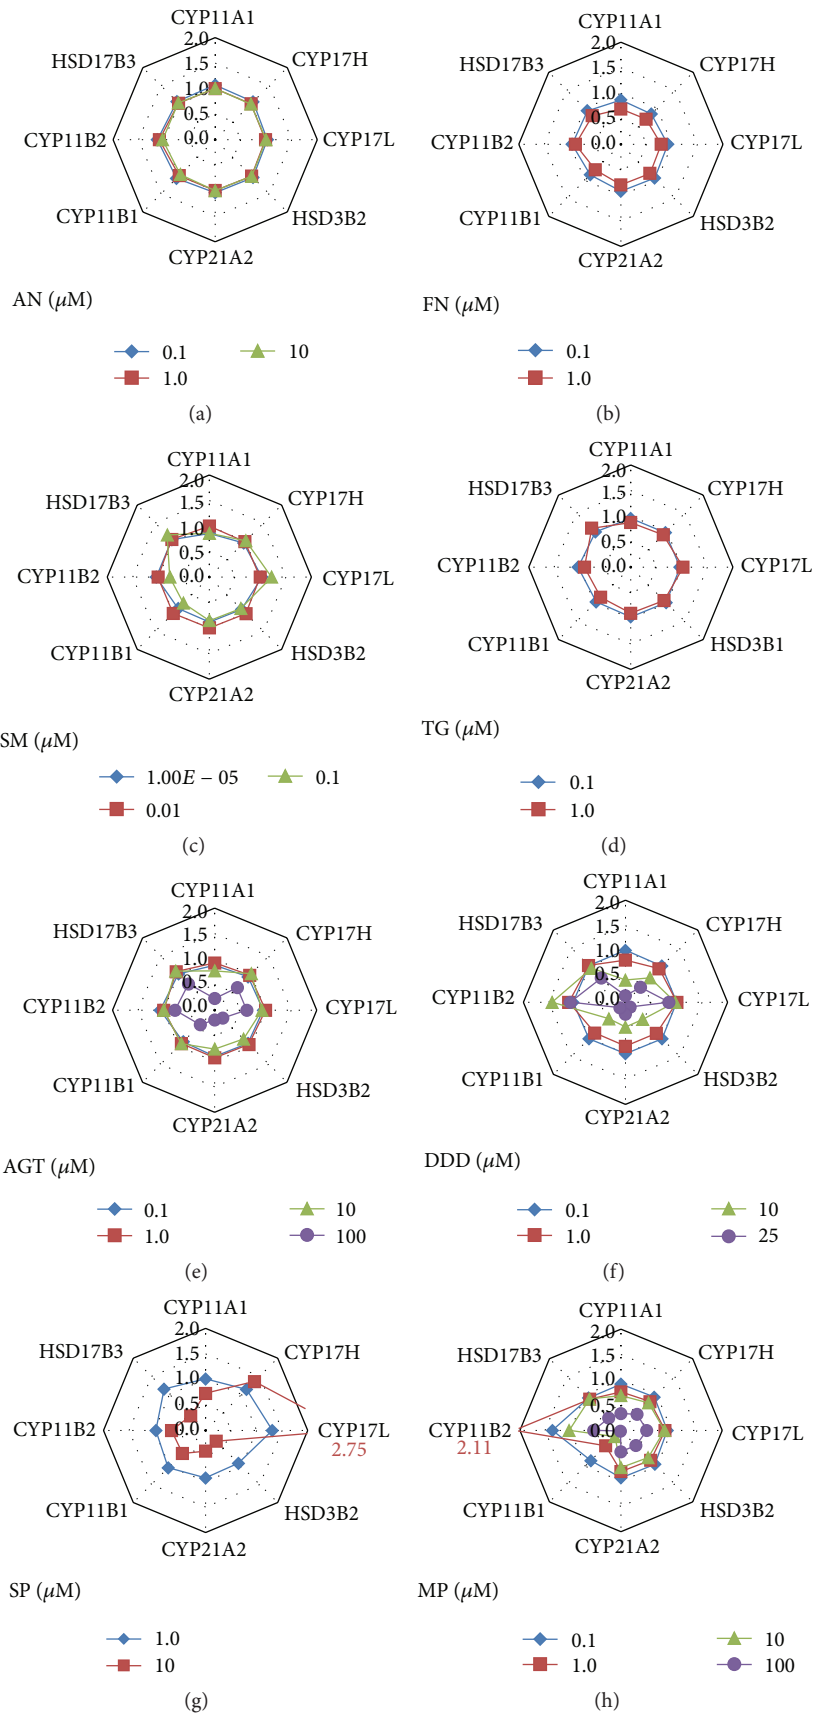 CYP11A1
2.0
HSD17B3
CYP17H
1.5
1.0
0.5
CYP11B2
0.0
CYP17L
CYP11B1
HSD3B2
CYP21A2
AN (μM)
0.1
10
1.0
(a)
CYP11A1
2.0
HSD17B3
CYP17H
1.5
1.0
0.5
CYP11B2
0.0
CYP17L
CYP11B1
HSD3B2
CYP21A2
FN (μM)
0.1
1.0
(b)
CYP11A1
2.0
HSD17B3
CYP17H
1.5
1.0
0.5
CYP11B2
0.0
CYP17L
CYP11B1
HSD3B2
CYP21A2
SM (μM)
1.00E − 05
0.1
0.01
(c)
CYP11A1
2.0
HSD17B3
CYP17H
1.5
1.0
0.5
CYP11B2
0.0
CYP17L
CYP11B1
HSD3B1
CYP21A2
TG (μM)
0.1
1.0
(d)
CYP11A1
2.0
HSD17B3
CYP17H
1.5
1.0
0.5
CYP11B2
0.0
CYP17L
CYP11B1
HSD3B2
CYP21A2
AGT (μM)
0.1
10
1.0
100
(e)
CYP11A1
2.0
HSD17B3
CYP17H
1.5
1.0
0.5
CYP11B2
0.0
CYP17L
CYP11B1
HSD3B2
CYP21A2
DDD (μM)
0.1
10
1.0
25
(f)
CYP11A1
2.0
HSD17B3
CYP17H
1.5
1.0
0.5
CYP11B2
0.0
CYP17L
2.75
CYP11B1
HSD3B2
CYP21A2
SP (μM)
1.0
10
(g)
CYP11A1
2.0
HSD17B3
CYP17H
1.5
1.0
0.5
CYP11B2
0.0
CYP17L
2.11
CYP11B1
HSD3B2
CYP21A2
MP (μM)
0.1
10
1.0
100
(h)